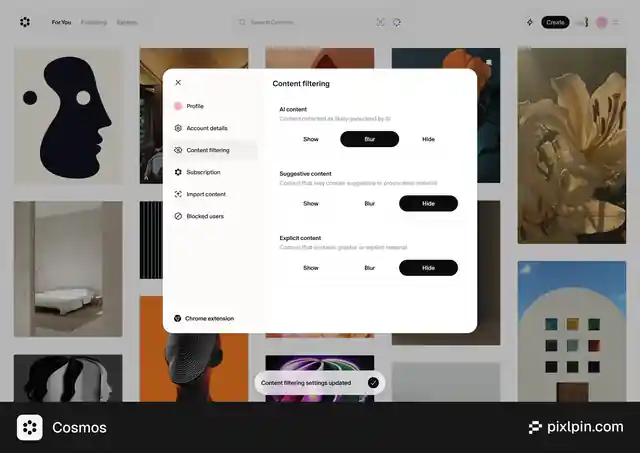 For You
Following
Explore
Search Cosmos
Create
Content filtering
Profile
Account details
Content filtering
Subscription
Import content
Blocked users
Chrome extension
AI content
Content detected as likely generated by AI
Show
Blur
Hide
Suggestive content
Content that may contain suggestive or provocative material
Show
Blur
Hide
Explicit content
Content that contains graphic or explicit material
Show
Blur
Hide
Content filtering settings updated
Cosmos
pixlpin.com